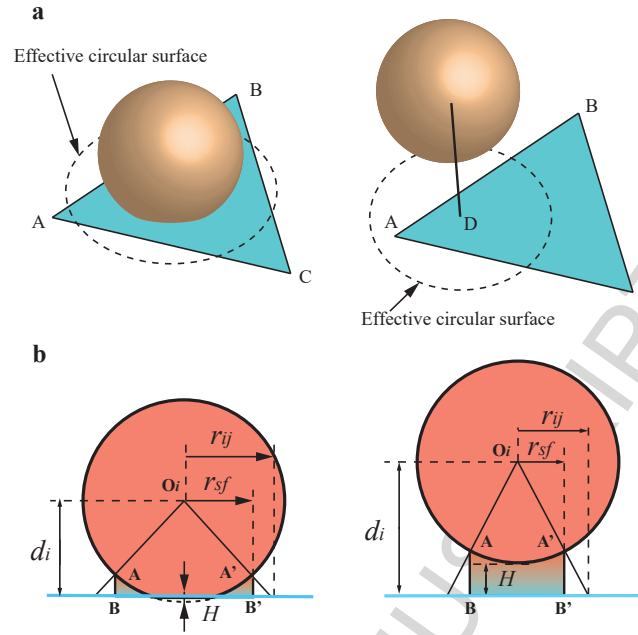 a
Effective circular surface
B
A
C
B
A
D
Effective circular surface
b
rij
Oi
rsf
di
A
A'
B
H
B'
rij
Oi
rsf
di
A
A'
H
B
B'